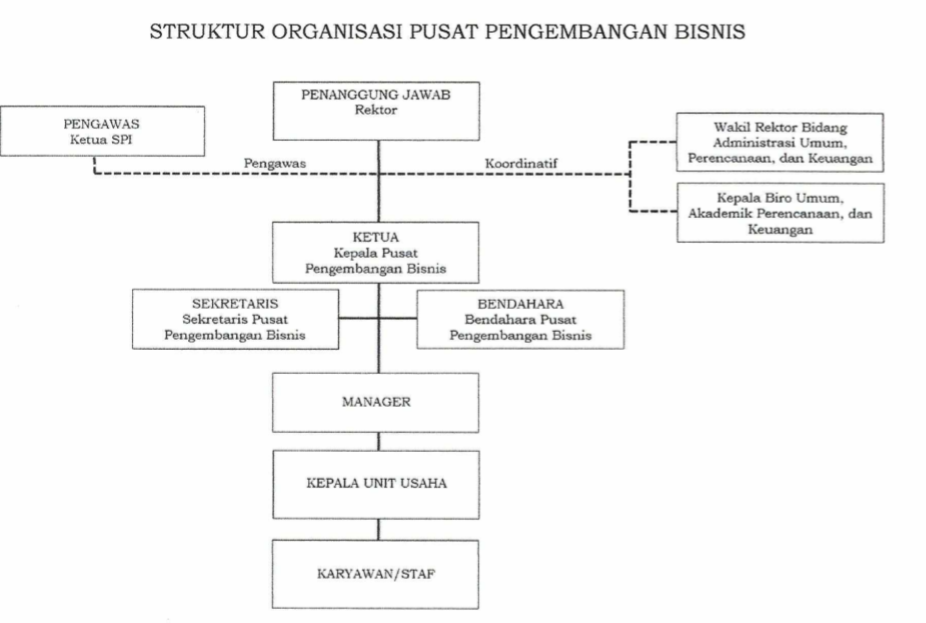 STRUKTUR ORGANISASI PUSAT PENGEMBANGAN BISNIS
PENANGGUNG JAWAB
Rektor
PENGAWAS
Ketua SPI
Wakil Rektor Bidang
Administrasi Umum,
Perencanaan, dan Keuangan
Pengawas
Koordinatif
Kepala Biro Umum,
Akademik Perencanaan, dan
Keuangan
KETUA
Kepala Pusat
Pengembangan Bisnis
SEKRETARIS
Sekretaris Pusat
Pengembangan Bisnis
BENDAHARA
Bendahara Pusat
Pengembangan Bisnis
MANAGER
KEPALA UNIT USAHA
KARYAWAN/STAF